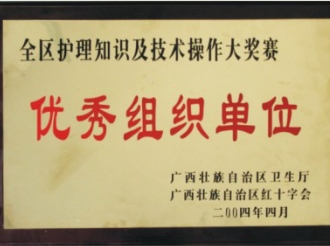 全区护理知识及技术操作大奖赛
优秀组织单位
广西壮族自治区卫生厅
广西壮族自治区红十字会
二00四年四月